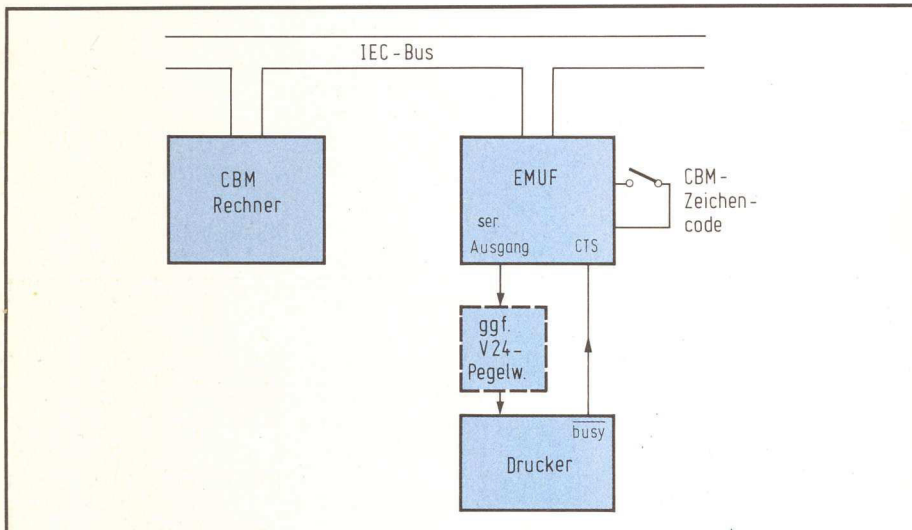 IEC-Bus
CBM
Rechner
EMUF
ser.
Ausgang
CTS
CBM-
Zeichen-
code
ggf.
V24-
Pegelw.
busy
Drucker